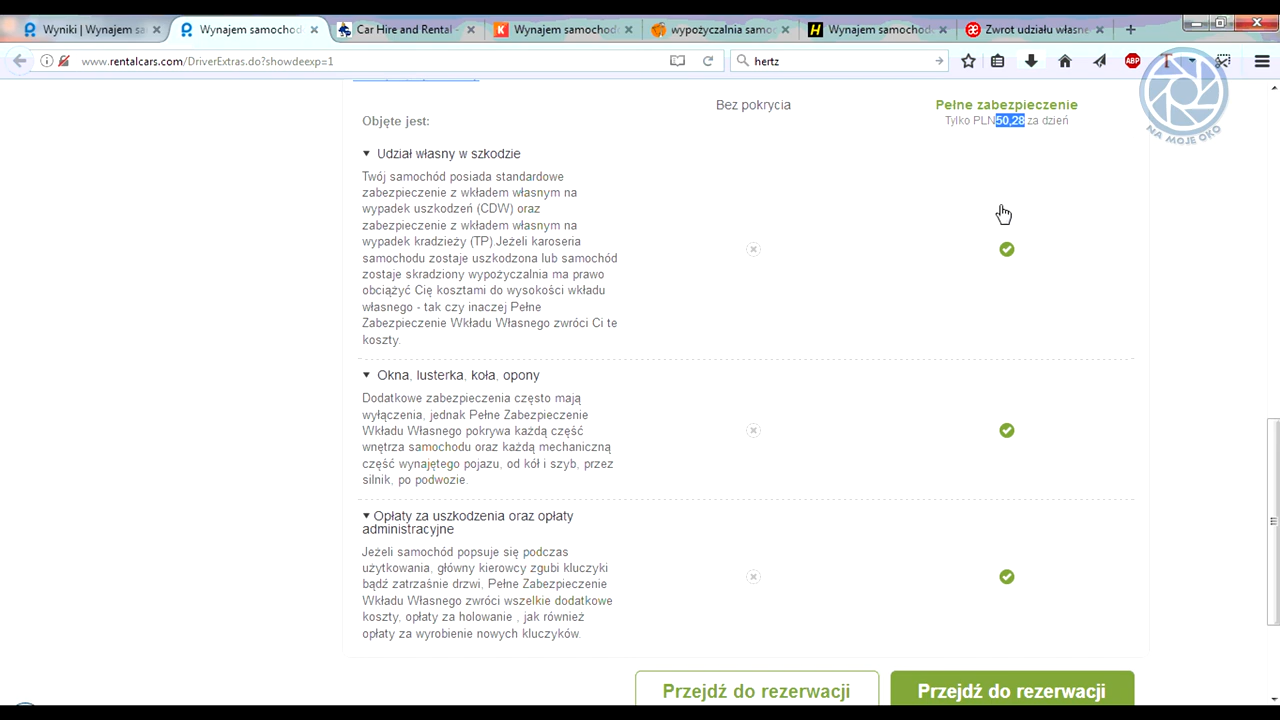 Wyniki | Wynajem sa
Wynajem samochod
Car Hire and Rental -
Wynajem samochod
wypożyczalnia samo
Wynajem samochod
Zwrot udziału własne
www.rentalcars.com/DriverExtras.do?showdeexp=1
hertz
ABP
T
NA MOJE OKO
Bez pokrycia
Pełne zabezpieczenie
Objęte jest:
Tylko PLN50,28 za dzień
Udział własny w szkodzie
Twój samochód posiada standardowe
zabezpieczenie z wkładem własnym na
wypadek uszkodzeń (CDW) oraz
zabezpieczenie z wkładem własnym na
wypadek kradzieży (TP).Jeżeli karoseria
samochodu zostaje uszkodzona lub samochód
zostaje skradziony wypożyczalnia ma prawo
obciążyć Cię kosztami do wysokości wkładu
własnego - tak czy inaczej Pełne
Zabezpieczenie Wkładu Własnego zwróci Ci te
koszty.
Okna, lusterka, koła, opony
Dodatkowe zabezpieczenia często mają
wyłączenia, jednak Pełne Zabezpieczenie
Wkładu Własnego pokrywa każdą część
wnętrza samochodu oraz każdą mechaniczną
część wynajętego pojazu, od kół i szyb, przez
silnik, po podwozie.
Opłaty za uszkodzenia oraz opłaty
administracyjne
Jeżeli samochód popsuje się podczas
użytkowania, główny kierowcy zgubi kluczyki
bądź zatrzaśnie drzwi, Pełne Zabezpieczenie
Wkładu Własnego zwróci wszelkie dodatkowe
koszty, opłaty za holowanie , jak również
opłaty za wyrobienie nowych kluczyków.
Przejdź do rezerwacji
Przejdź do rezerwacji